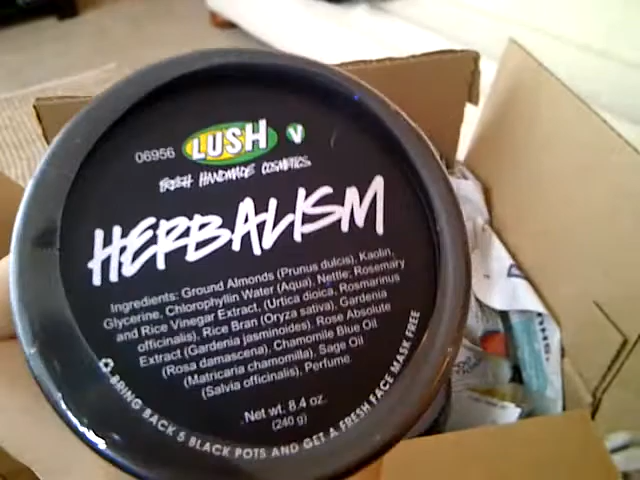 06956 LUSH V
FRESH HANDMADE COSMETICS
HERBALISM
Ingredients: Ground Almonds (Prunus dulcis), Kaolin,
Glycerine, Chlorophyllin Water (Aqua), Nettle; Rosemary
and Rice Vinegar Extract, (Urtica dioica, Rosmarinus
officinalis), Rice Bran (Oryza sativa), Gardenia
Extract (Gardenia jasminoides), Rose Absolute
(Rosa damascena), Chamomile Blue Oil
(Matricaria chamomilla), Sage Oil
(Salvia officinalis), Perfume
Net wt. 8.4 oz.
(240 g)
BRING BACK 5 BLACK POTS AND GET A FRESH FACE MASK FREE